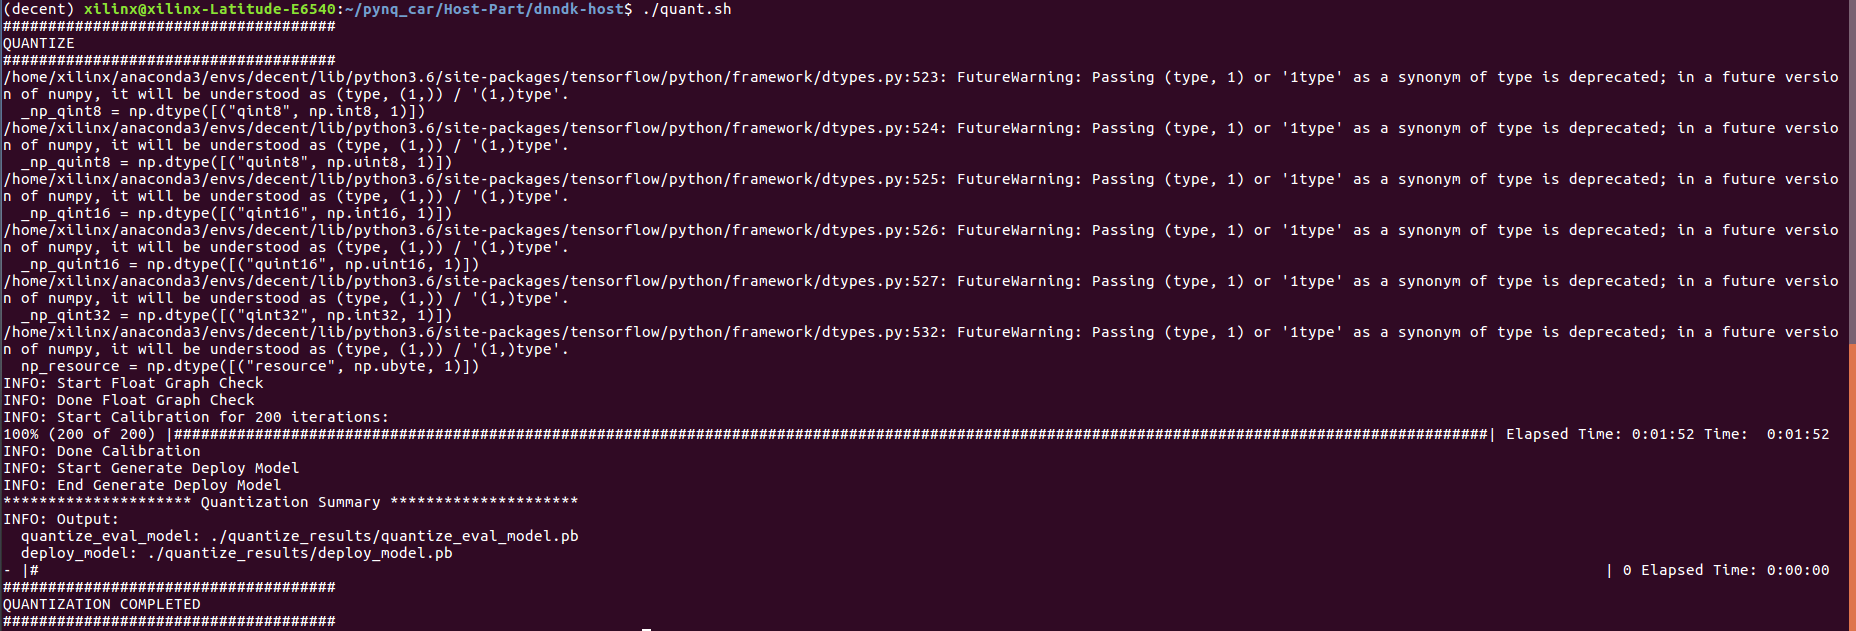 (decent) xilinx@xilinx-Latitude-E6540:~/pynq_car/Host-Part/dnndk-host$ ./quant.sh
#####################################
QUANTIZE
#####################################
/home/xilinx/anaconda3/envs/decent/lib/python3.6/site-packages/tensorflow/python/framework/dtypes.py:523: FutureWarning: Passing (type, 1) or '1type' as a synonym of type is deprecated; in a future versio
n of numpy, it will be understood as (type, (1,)) / '(1,)type'.
  _np_qint8 = np.dtype([("qint8", np.int8, 1)])
/home/xilinx/anaconda3/envs/decent/lib/python3.6/site-packages/tensorflow/python/framework/dtypes.py:524: FutureWarning: Passing (type, 1) or '1type' as a synonym of type is deprecated; in a future versio
n of numpy, it will be understood as (type, (1,)) / '(1,)type'.
  _np_quint8 = np.dtype([("quint8", np.uint8, 1)])
/home/xilinx/anaconda3/envs/decent/lib/python3.6/site-packages/tensorflow/python/framework/dtypes.py:525: FutureWarning: Passing (type, 1) or '1type' as a synonym of type is deprecated; in a future versio
n of numpy, it will be understood as (type, (1,)) / '(1,)type'.
  _np_qint16 = np.dtype([("qint16", np.int16, 1)])
/home/xilinx/anaconda3/envs/decent/lib/python3.6/site-packages/tensorflow/python/framework/dtypes.py:526: FutureWarning: Passing (type, 1) or '1type' as a synonym of type is deprecated; in a future versio
n of numpy, it will be understood as (type, (1,)) / '(1,)type'.
  _np_quint16 = np.dtype([("quint16", np.uint16, 1)])
/home/xilinx/anaconda3/envs/decent/lib/python3.6/site-packages/tensorflow/python/framework/dtypes.py:527: FutureWarning: Passing (type, 1) or '1type' as a synonym of type is deprecated; in a future versio
n of numpy, it will be understood as (type, (1,)) / '(1,)type'.
  _np_qint32 = np.dtype([("qint32", np.int32, 1)])
/home/xilinx/anaconda3/envs/decent/lib/python3.6/site-packages/tensorflow/python/framework/dtypes.py:532: FutureWarning: Passing (type, 1) or '1type' as a synonym of type is deprecated; in a future versio
n of numpy, it will be understood as (type, (1,)) / '(1,)type'.
  np_resource = np.dtype([("resource", np.ubyte, 1)])
INFO: Start Float Graph Check
INFO: Done Float Graph Check
INFO: Start Calibration for 200 iterations:
100% (200 of 200) |##################################################################################################################################################| Elapsed Time: 0:01:52 Time:  0:01:52
INFO: Done Calibration
INFO: Start Generate Deploy Model
INFO: End Generate Deploy Model
********************* Quantization Summary *********************
INFO: Output:
  quantize_eval_model: ./quantize_results/quantize_eval_model.pb
  deploy_model: ./quantize_results/deploy_model.pb
- |# | 0 Elapsed Time: 0:00:00
#####################################
QUANTIZATION COMPLETED
#####################################